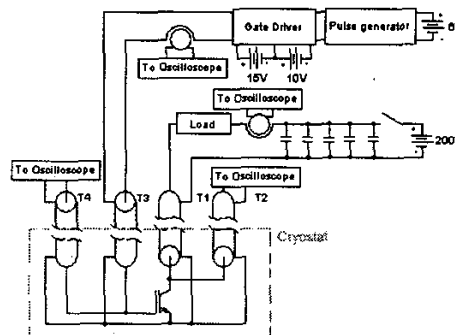 Gate Driver
Pulse generator
6
To Oscilloscope
15V
10V
To Oscilloscope
Load
200
To Oscilloscope
To Oscilloscope
T4
T3
T1
T2
Cryostat